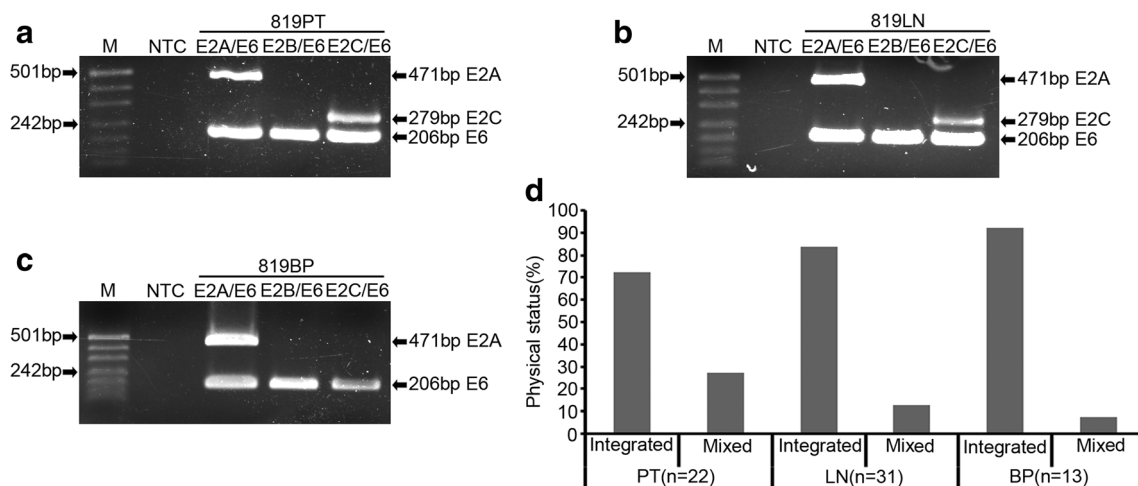 a
819PT
M NTC E2A/E6 E2B/E6 E2C/E6
501bp
471bp E2A
242bp
279bp E2C
206bp E6
b
819LN
M NTC E2A/E6 E2B/E6 E2C/E6
501bp
471bp E2A
242bp
279bp E2C
206bp E6
c
819BP
M NTC E2A/E6 E2B/E6 E2C/E6
501bp
471bp E2A
242bp
206bp E6
d
Physical status(%)
100
90
80
70
60
50
40
30
20
10
0
Integrated Mixed Integrated Mixed Integrated Mixed
PT(n=22) LN(n=31) BP(n=13)